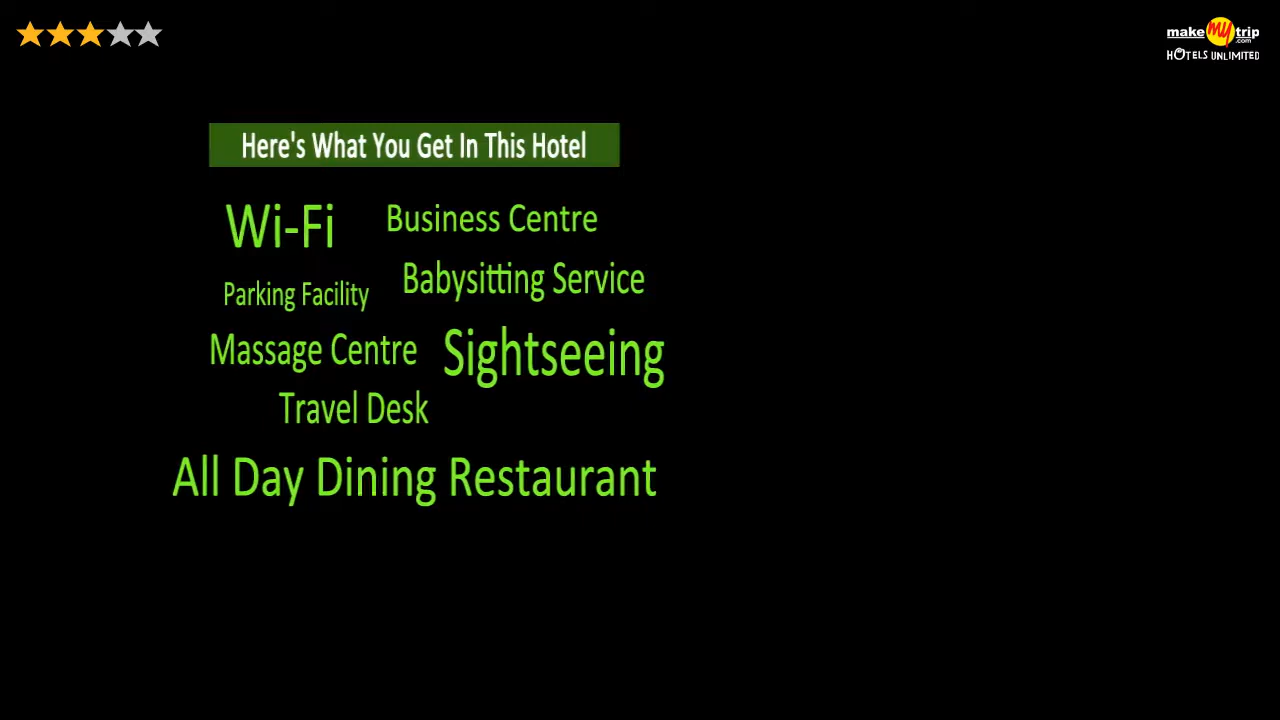 make my trip .com
HOTELS UNLIMITED
Here's What You Get In This Hotel
Wi-Fi
Business Centre
Parking Facility
Babysitting Service
Massage Centre
Sightseeing
Travel Desk
All Day Dining Restaurant